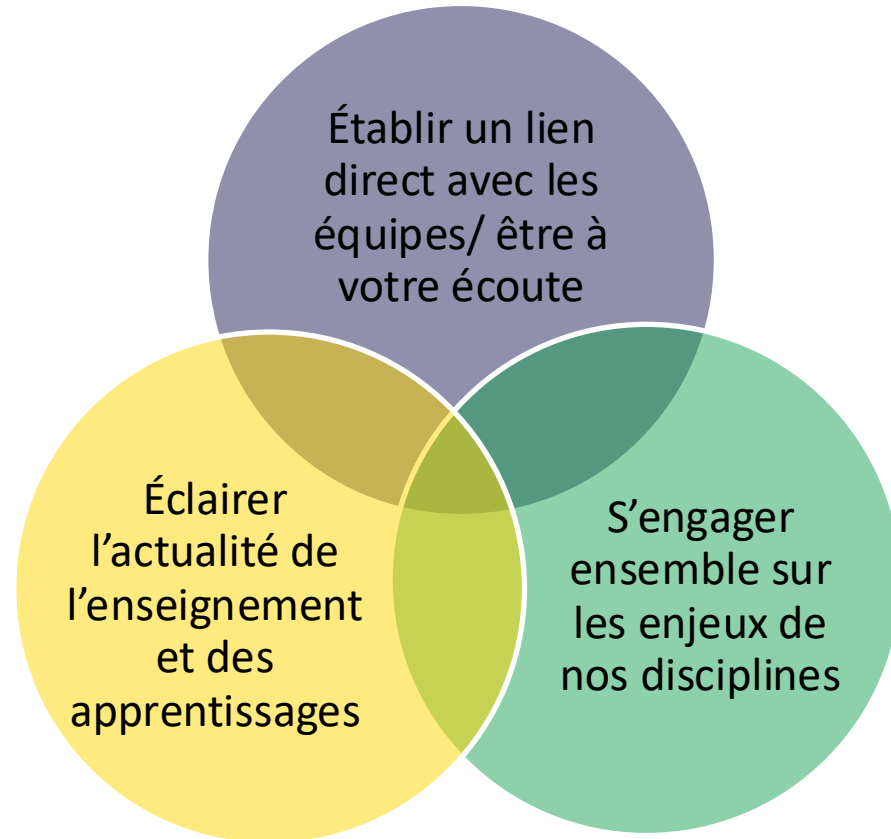 Établir un lien
direct avec les
équipes/ être à
votre écoute
Éclairer
l’actualité de
l’enseignement
et des
apprentissages
S’engager
ensemble sur
les enjeux de
nos disciplines